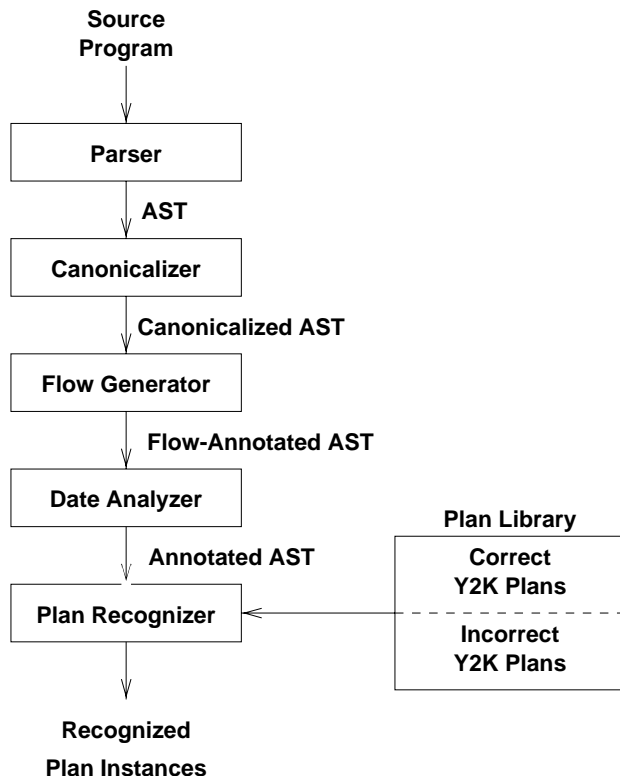 Source
Program
Parser
AST
Canonicalizer
Canonicalized AST
Flow Generator
Flow-Annotated AST
Date Analyzer
Annotated AST
Plan Recognizer
Recognized
Plan Instances
Plan Library
Correct
Y2K Plans
Incorrect
Y2K Plans